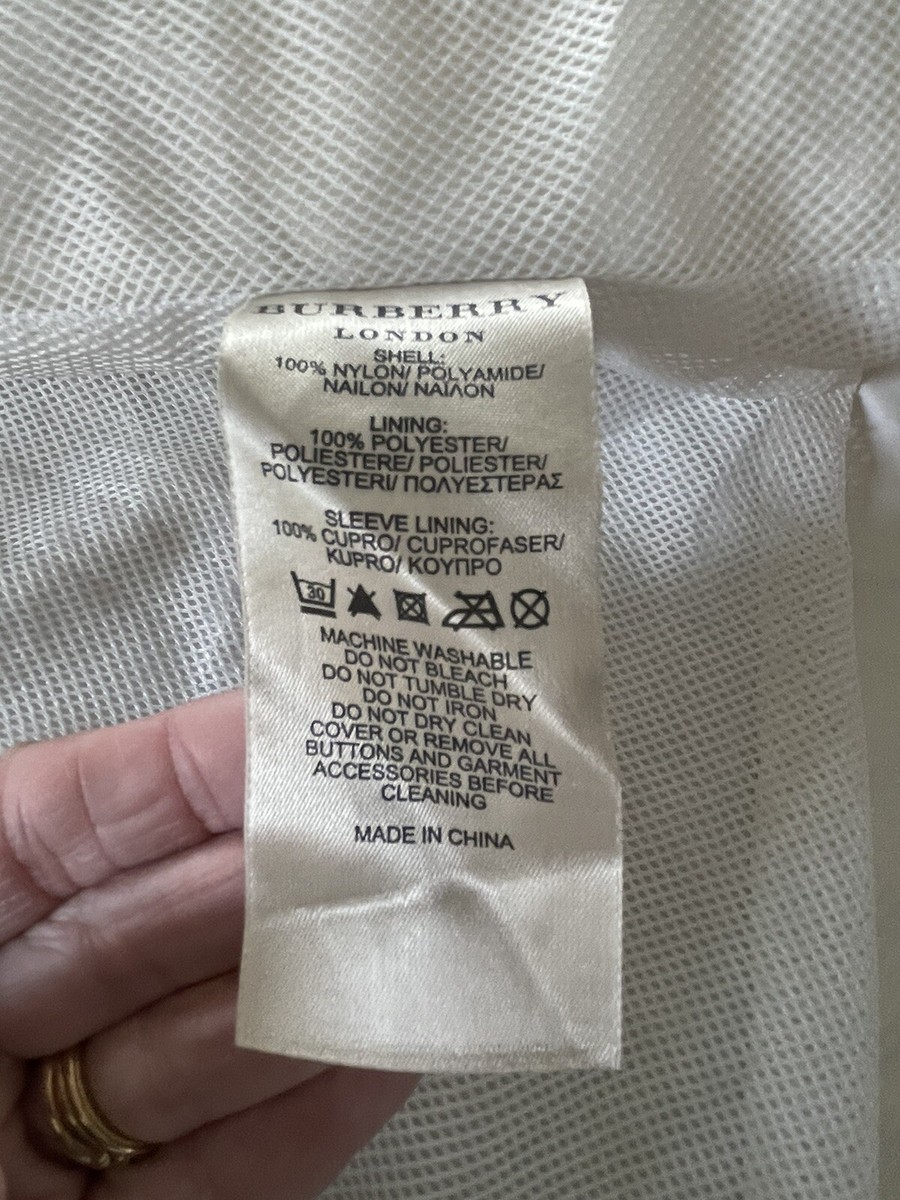 BURBERRY
LONDON
SHELL:
100% NYLON/ POLYAMIDE/
NAILON/ ΝΑΪΛΟΝ
LINING:
100% POLYESTER/
POLIESTERE/ POLIESTER/
POLYESTERI/ ΠΟΛΥΕΣΤΕΡΑΣ
SLEEVE LINING:
100% CUPRO/ CUPROFASER/
KUPRO/ ΚΟΥΠΡΟ
30
MACHINE WASHABLE
DO NOT BLEACH
DO NOT TUMBLE DRY
DO NOT IRON
DO NOT DRY CLEAN
COVER OR REMOVE ALL
BUTTONS AND GARMENT
ACCESSORIES BEFORE
CLEANING
MADE IN CHINA